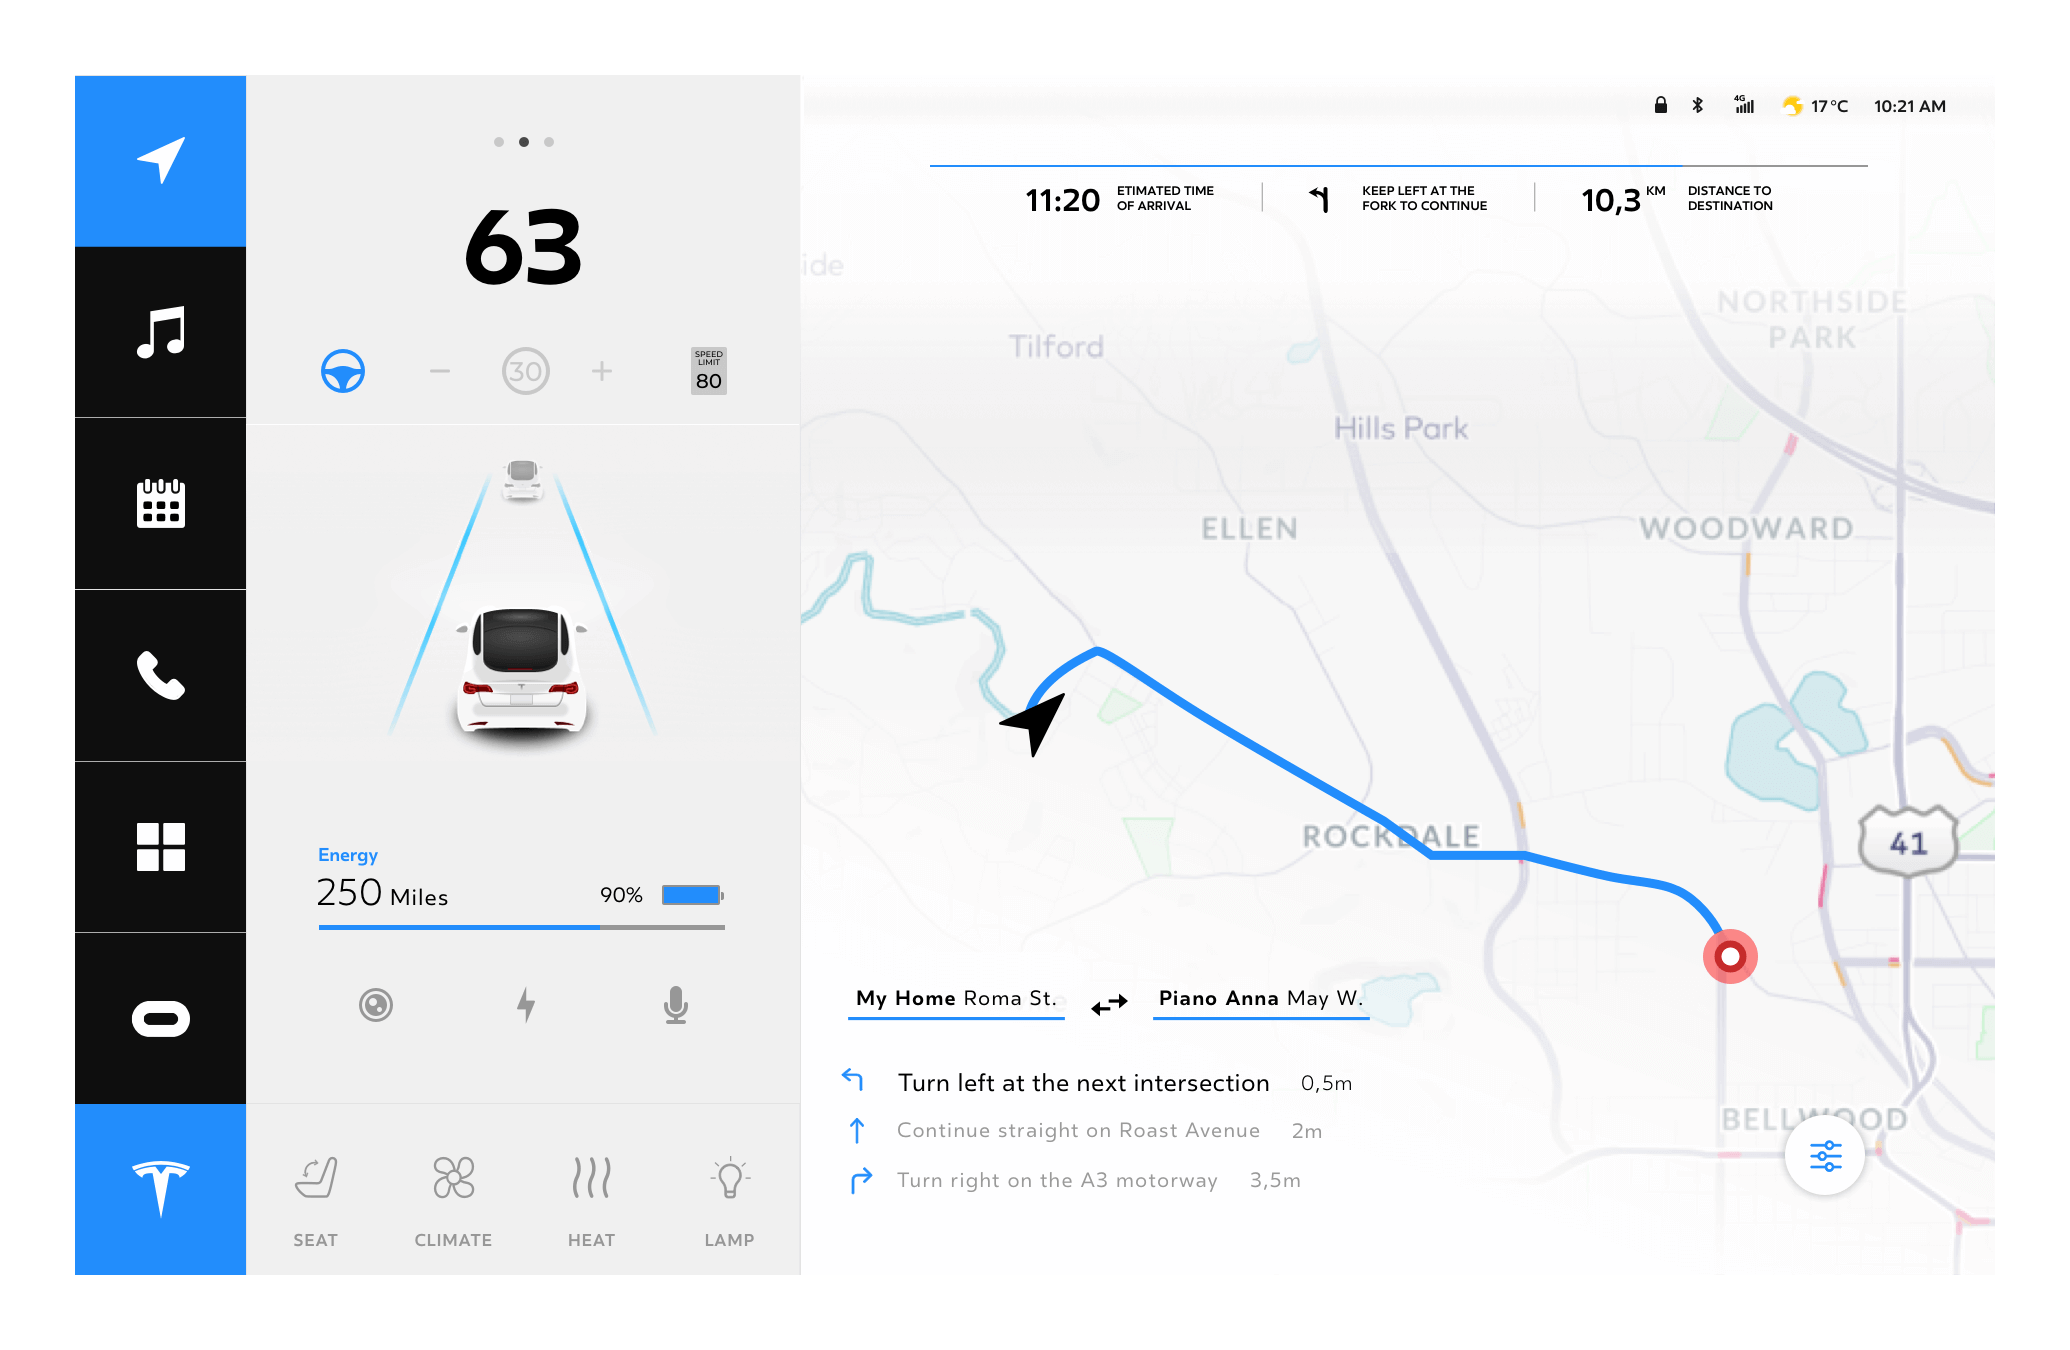 63
30
SPEED
LIMIT
80
Energy
250 Miles
90%
SEAT
CLIMATE
HEAT
LAMP
4G
17°C
10:21 AM
11:20
ETIMATED TIME
OF ARRIVAL
KEEP LEFT AT THE
FORK TO CONTINUE
10,3 KM
DISTANCE TO
DESTINATION
ide
NORTHSIDE
PARK
Tilford
Hills Park
ELLEN
WOODWARD
ROCKDALE
41
My Home Roma St.
Piano Anna May W.
Turn left at the next intersection 0,5m
Continue straight on Roast Avenue 2m
Turn right on the A3 motorway 3,5m
BELLWOOD